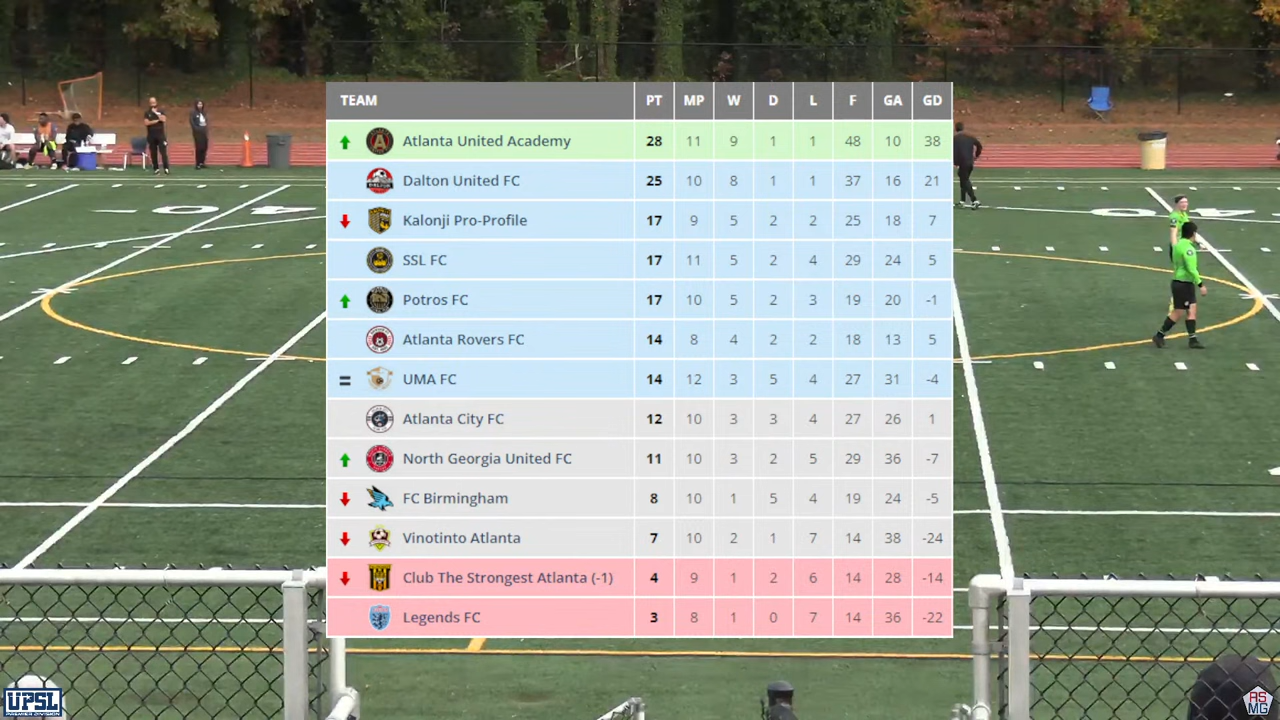 TEAM PT MP W D L F GA GD
Atlanta United Academy 28 11 9 1 1 48 10 38
Dalton United FC 25 10 8 1 1 37 16 21
Kalonji Pro-Profile 17 9 5 2 2 25 18 7
SSL FC 17 11 5 2 4 29 24 5
Potros FC 17 10 5 2 3 19 20 -1
Atlanta Rovers FC 14 8 4 2 2 18 13 5
= UMA FC 14 12 3 5 4 27 31 -4
Atlanta City FC 12 10 3 3 4 27 26 1
North Georgia United FC 11 10 3 2 5 29 36 -7
FC Birmingham 8 10 1 5 4 19 24 -5
Vinotinto Atlanta 7 10 2 1 7 14 38 -24
Club The Strongest Atlanta (-1) 4 9 1 2 6 14 28 -14
Legends FC 3 8 1 0 7 14 36 -22
UPSL
PREMIER DIVISION
AS
MG